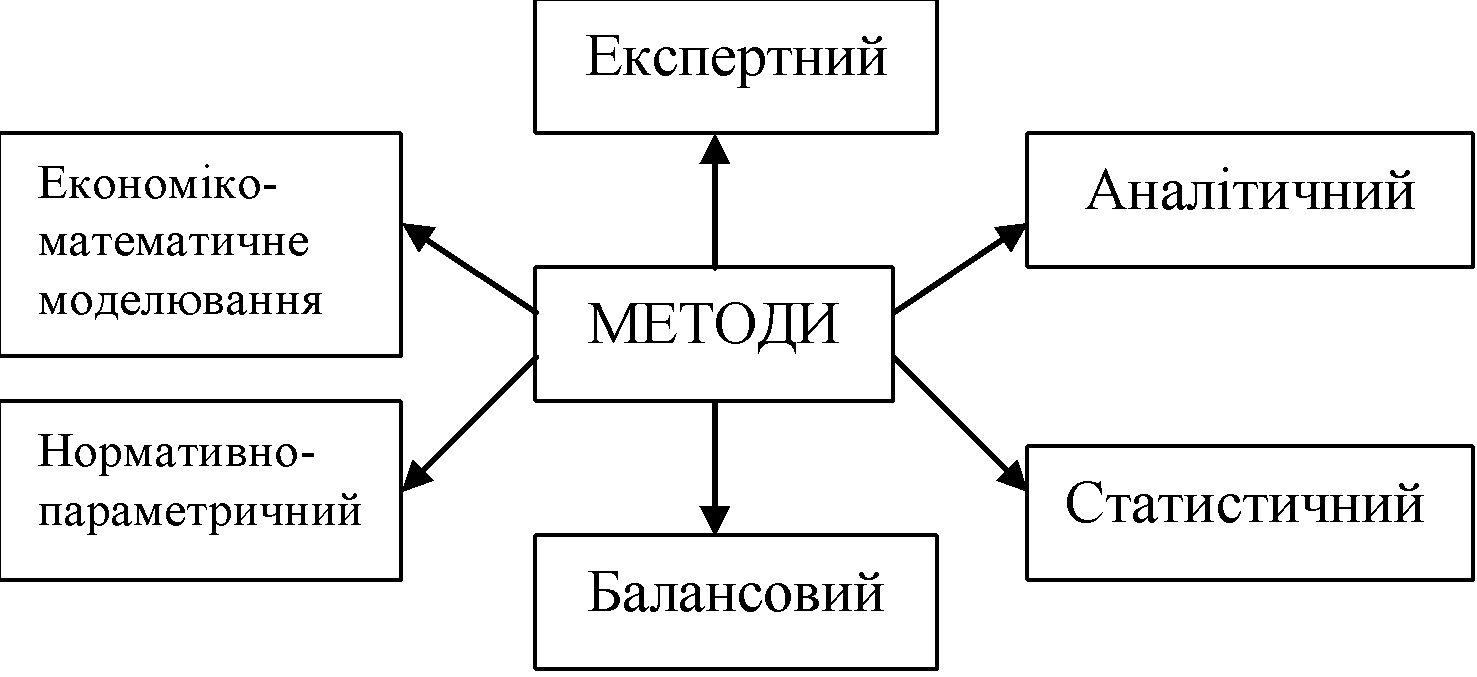 Експертний
Економіко-
математичне
моделювання
Аналітичний
МЕТОДИ
Нормативно-
параметричний
Статистичний
Балансовий